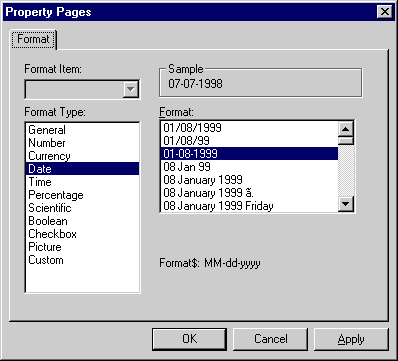 Property Pages
Format
Format Item:
Sample
07-07-1998
Format Type:
General
Number
Currency
Date
Time
Percentage
Scientific
Boolean
Checkbox
Picture
Custom
Format:
01/08/1999
01/08/99
01-08-1999
08 Jan 99
08 January 1999
08 January 1999 ã.
08 January 1999 Friday
Format$: MM-dd-yyyy
OK
Cancel
Apply